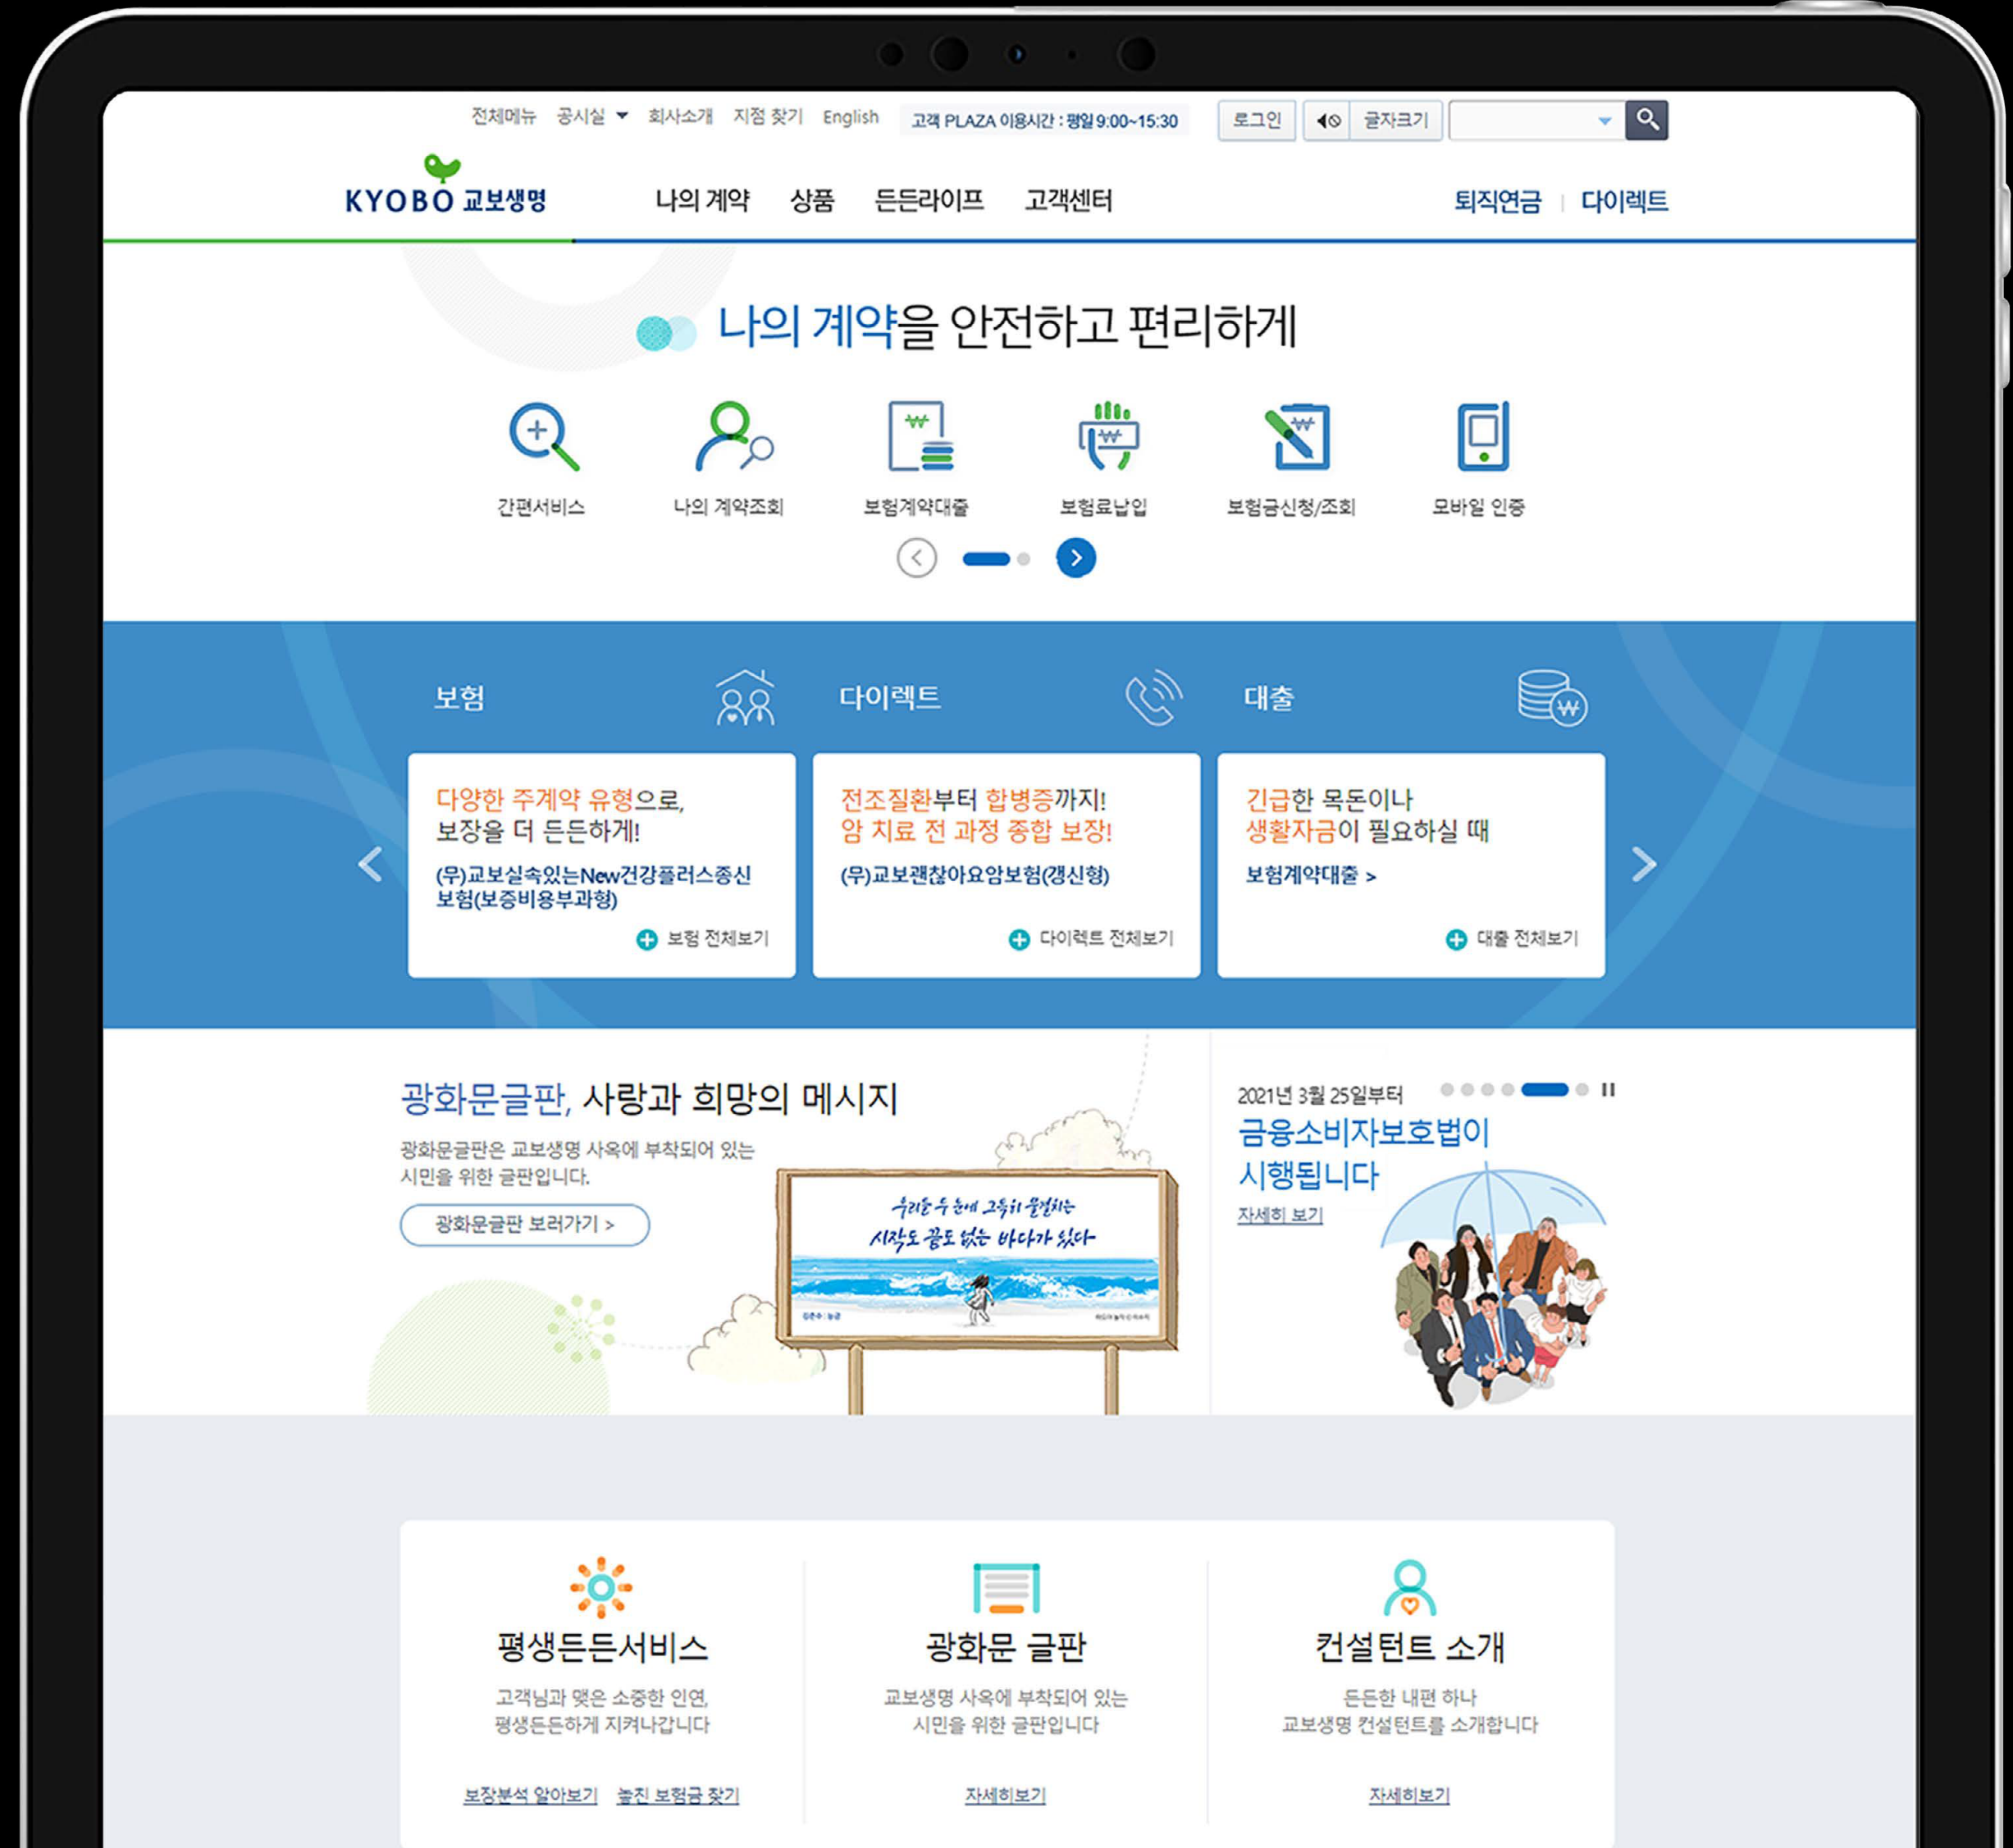 전체메뉴 공시실 회사소개 지점 찾기 English 고객 PLAZA 이용시간 : 평일 9:00~15:30 로그인 글자크기
KYOBO 교보생명 나의 계약 상품 든든라이프 고객센터 퇴직연금 다이렉트
나의 계약을 안전하고 편리하게
간편서비스 나의 계약조회 보험계약대출 보험료납입 보험금신청/조회 모바일 인증
보험
다양한 주계약 유형으로,
보장을 더 든든하게!
(무)교보실속있는New건강플러스종신
보험(보증비용부과형)
보험 전체보기
다이렉트
전조질환부터 합병증까지!
암 치료 전 과정 종합 보장!
(무)교보괜찮아요암보험(갱신형)
다이렉트 전체보기
대출
긴급한 목돈이나
생활자금이 필요하실 때
보험계약대출 >
대출 전체보기
광화문글판, 사랑과 희망의 메시지
광화문글판은 교보생명 사옥에 부착되어 있는
시민을 위한 글판입니다.
광화문글판 보러가기 >
우리들 두 눈에 그득히 물결치는
시작도 끝도 없는 바다가 있다
2021년 3월 25일부터
금융소비자보호법이
시행됩니다
자세히 보기
평생든든서비스
고객님과 맺은 소중한 인연,
평생든든하게 지켜나갑니다
보장분석 알아보기 놓친 보험금 찾기
광화문 글판
교보생명 사옥에 부착되어 있는
시민을 위한 글판입니다
자세히보기
컨설턴트 소개
든든한 내편 하나
교보생명 컨설턴트를 소개합니다
자세히보기